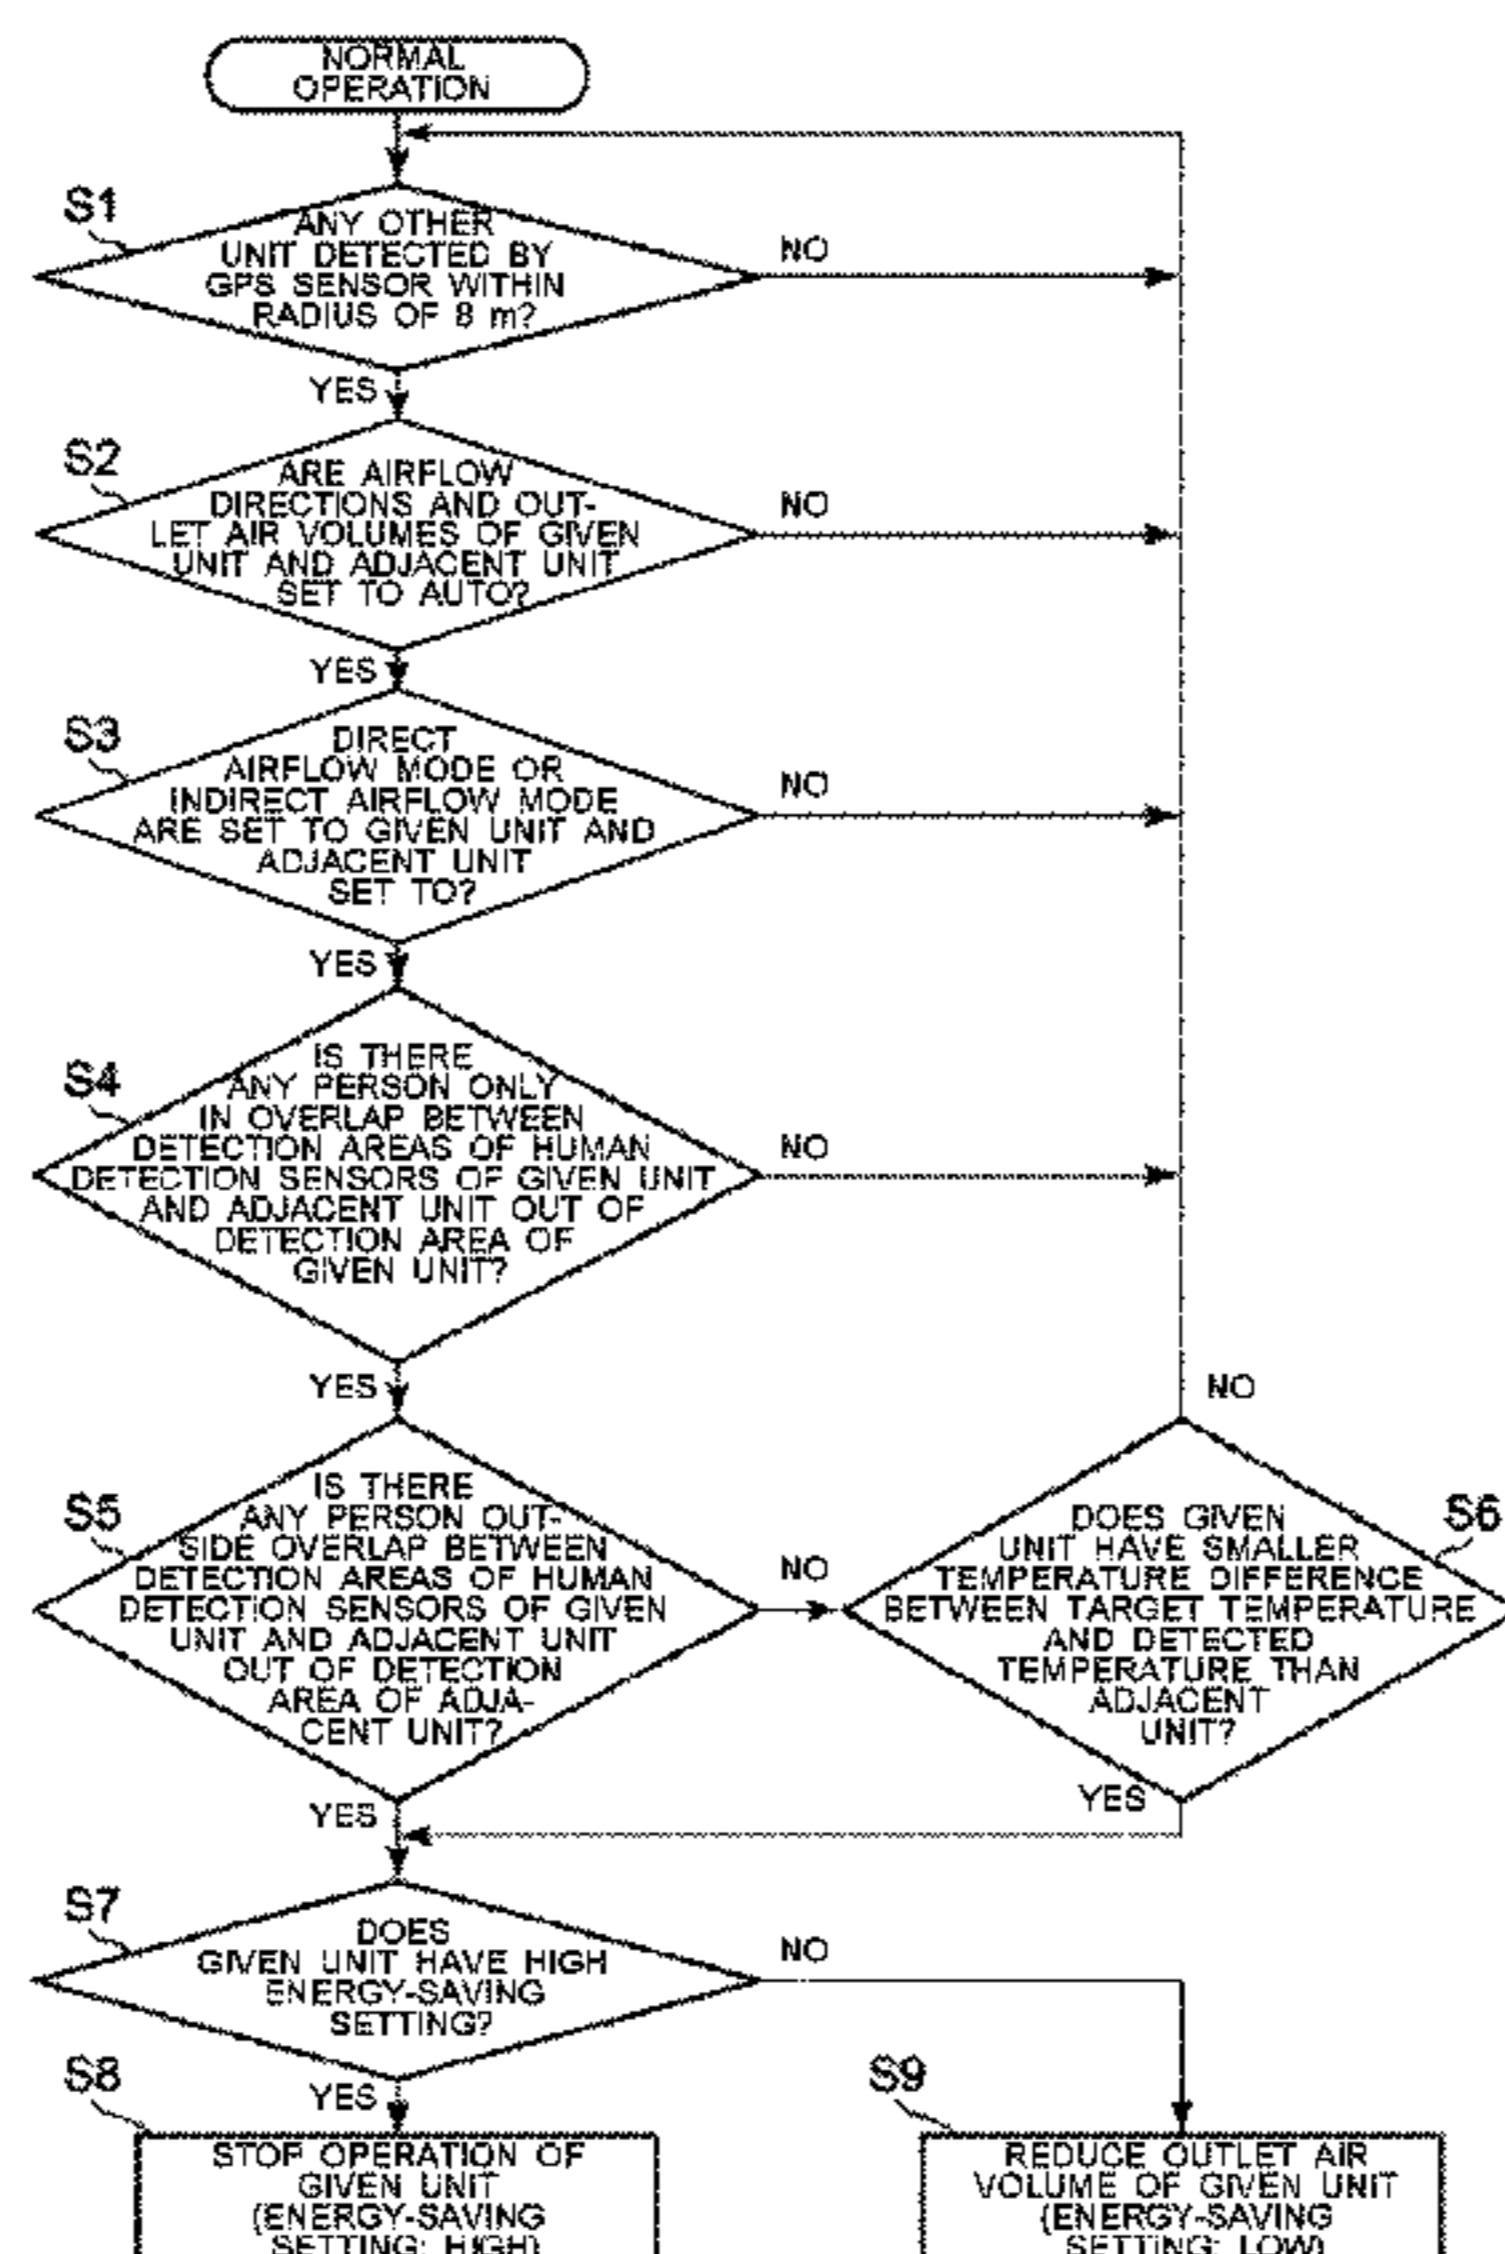 NORMAL
OPERATION
S1
ANY OTHER
UNIT DETECTED BY
GPS SENSOR WITHIN
RADIUS OF 8 m?
NO
YES
S2
ARE AIRFLOW
DIRECTIONS AND OUT-
LET AIR VOLUMES OF GIVEN
UNIT AND ADJACENT UNIT
SET TO AUTO?
NO
YES
S3
DIRECT
AIRFLOW MODE OR
INDIRECT AIRFLOW MODE
ARE SET TO GIVEN UNIT AND
ADJACENT UNIT
SET TO?
NO
YES
S4
IS THERE
ANY PERSON ONLY
IN OVERLAP BETWEEN
DETECTION AREAS OF HUMAN
DETECTION SENSORS OF GIVEN UNIT
AND ADJACENT UNIT OUT OF
DETECTION AREA OF
GIVEN UNIT?
NO
YES
S5
IS THERE
ANY PERSON OUT-
SIDE OVERLAP BETWEEN
DETECTION AREAS OF HUMAN
DETECTION SENSORS OF GIVEN
UNIT AND ADJACENT UNIT
OUT OF DETECTION
AREA OF ADJA-
CENT UNIT?
NO
YES
NO
S6
DOES GIVEN
UNIT HAVE SMALLER
TEMPERATURE DIFFERENCE
BETWEEN TARGET TEMPERATURE
AND DETECTED
TEMPERATURE THAN
ADJACENT
UNIT?
YES
S7
DOES
GIVEN UNIT HAVE HIGH
ENERGY-SAVING
SETTING?
NO
YES
S8
STOP OPERATION OF
GIVEN UNIT
(ENERGY-SAVING
SETTING: HIGH)
S9
REDUCE OUTLET AIR
VOLUME OF GIVEN UNIT
(ENERGY-SAVING
SETTING: LOW)